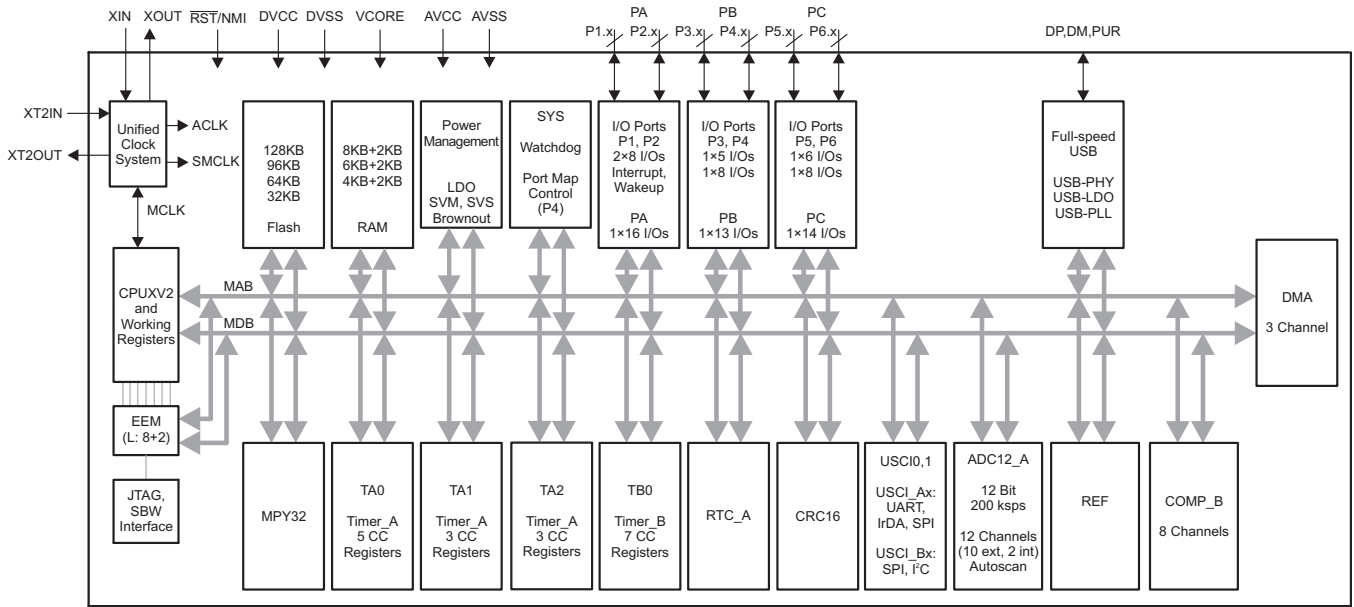 XIN
XOUT
RST/NMI
DVCC
DVSS
VCORE
AVCC
AVSS
PA
P1.x
P2.x
PB
P3.x
P4.x
PC
P5.x
P6.x
DP,DM,PUR
XT2IN
XT2OUT
Unified
Clock
System
ACLK
SMCLK
MCLK
128KB
96KB
64KB
32KB
Flash
8KB+2KB
6KB+2KB
4KB+2KB
RAM
Power
Management
LDO
SVM, SVS
Brownout
SYS
Watchdog
Port Map
Control
(P4)
I/O Ports
P1, P2
2×8 I/Os
Interrupt,
Wakeup
PA
1×16 I/Os
I/O Ports
P3, P4
1×5 I/Os
1×8 I/Os
PB
1×13 I/Os
I/O Ports
P5, P6
1×6 I/Os
1×8 I/Os
PC
1×14 I/Os
Full-speed
USB
USB-PHY
USB-LDO
USB-PLL
CPUXV2
and
Working
Registers
MAB
MDB
DMA
3 Channel
EEM
(L: 8+2)
JTAG,
SBW
Interface
MPY32
TA0
Timer_A
5 CC
Registers
TA1
Timer_A
3 CC
Registers
TA2
Timer_A
3 CC
Registers
TB0
Timer_B
7 CC
Registers
RTC_A
CRC16
USCI0,1
USCI_Ax:
UART,
IrDA, SPI
USCI_Bx:
SPI, I²C
ADC12_A
12 Bit
200 ksps
12 Channels
(10 ext, 2 int)
Autoscan
REF
COMP_B
8 Channels